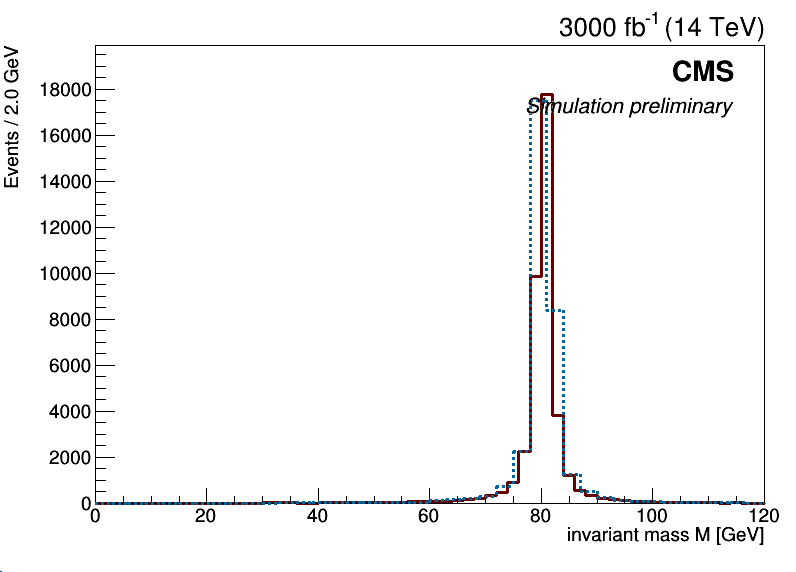 3000 fb-1 (14 TeV)
CMS
Simulation preliminary
Events / 2.0 GeV
18000
16000
14000
12000
10000
8000
6000
4000
2000
0
0 20 40 60 80 100 120
invariant mass M [GeV]